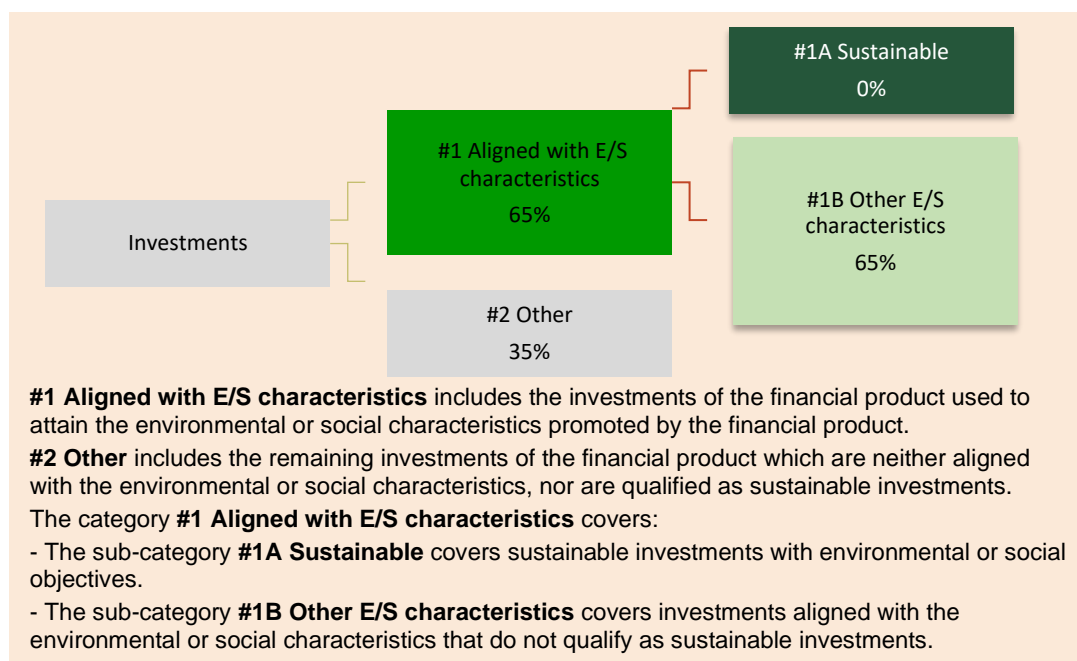 #1A Sustainable
0%
#1 Aligned with E/S
characteristics
65%
#1B Other E/S
characteristics
65%
Investments
#2 Other
35%
#1 Aligned with E/S characteristics includes the investments of the financial product used to
attain the environmental or social characteristics promoted by the financial product.
#2 Other includes the remaining investments of the financial product which are neither aligned
with the environmental or social characteristics, nor are qualified as sustainable investments.
The category #1 Aligned with E/S characteristics covers:
- The sub-category #1A Sustainable covers sustainable investments with environmental or social
objectives.
- The sub-category #1B Other E/S characteristics covers investments aligned with the
environmental or social characteristics that do not qualify as sustainable investments.